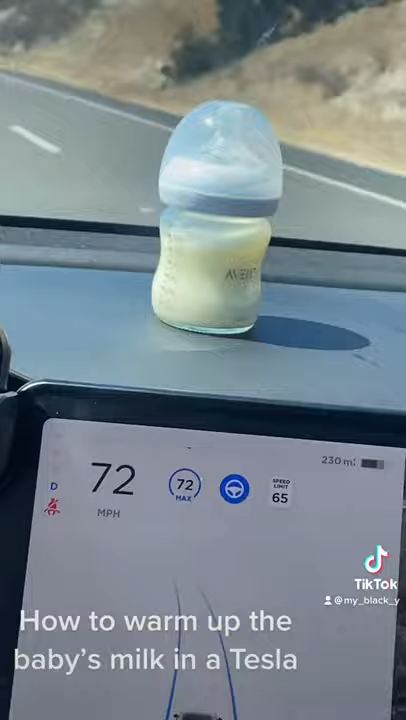 AVENT
230 mi
D
72
MPH
72
MAX
SPEED
LIMIT
65
TikTok
@my_black_y
How to warm up the
baby's milk in a Tesla